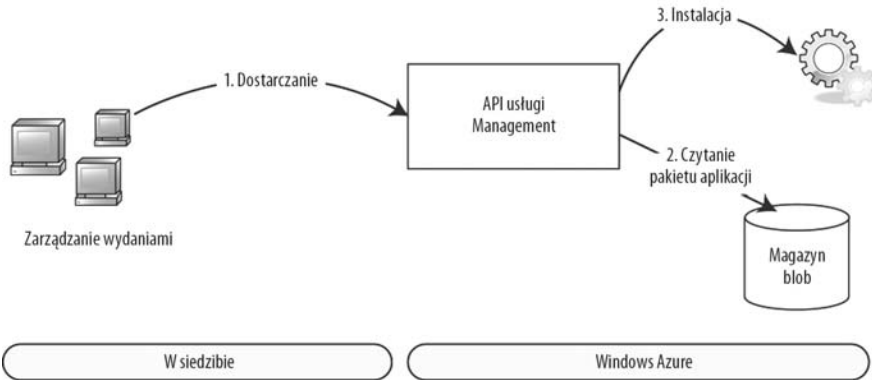 3. Instalacja
1. Dostarczanie
API usługi
Management
2. Czytanie
pakietu aplikacji
Zarządzanie wydaniami
Magazyn
blob
W siedzibie
Windows Azure